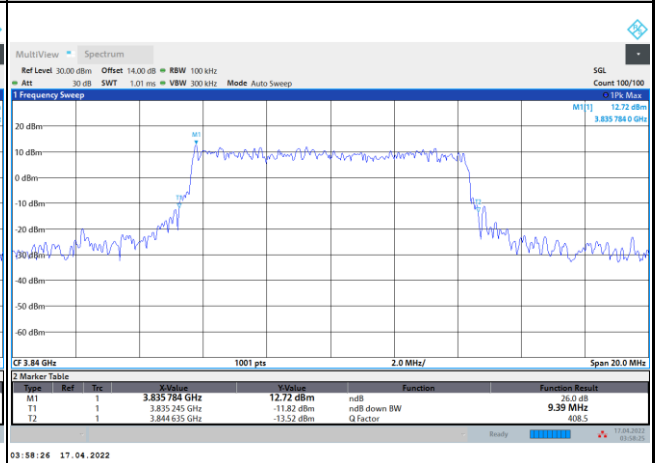 MultiView Spectrum
Ref Level 30.00 dBm Offset 14.00 dB RBW 100 kHz SGL
Att 30 dB SWT 1.01 ms VBW 300 kHz Mode Auto Sweep Count 100/100
1 Frequency Sweep 1Pk Max
M1[1] 12.72 dBm
3.835 784 0 GHz
20 dBm
M1
10 dBm
0 dBm
T1
-10 dBm
T2
-20 dBm
-30 dBm
-40 dBm
-50 dBm
-60 dBm
CF 3.84 GHz 1001 pts 2.0 MHz/ Span 20.0 MHz
2 Marker Table
Type Ref Trc X-Value Y-Value Function Function Result
M1 1 3.835 784 GHz 12.72 dBm ndB 26.0 dB
T1 1 3.835 245 GHz -11.82 dBm ndB down BW 9.39 MHz
T2 1 3.844 635 GHz -13.52 dBm Q Factor 408.5
Ready 17.04.2022
03:58:25
03:58:26 17.04.2022